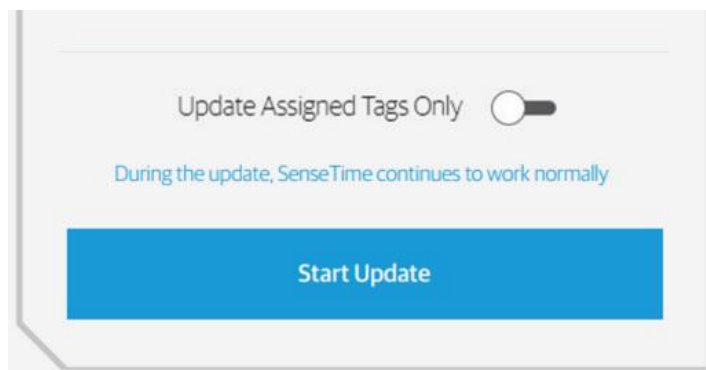 Update Assigned Tags Only
During the update, SenseTime continues to work normally
Start Update